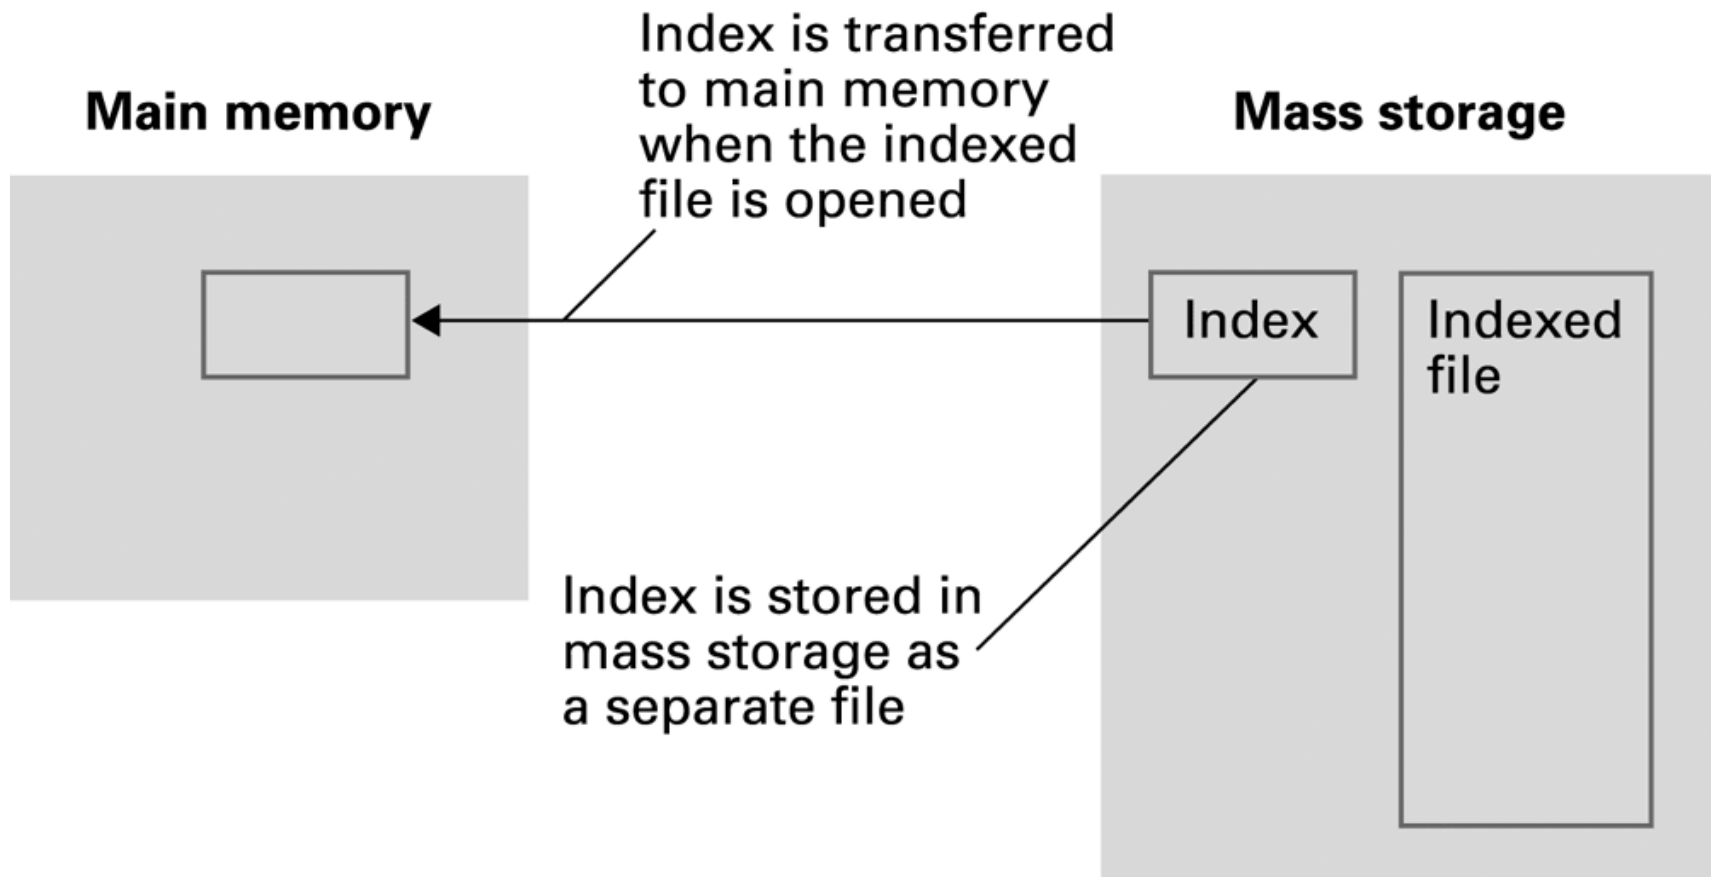 Main memory
Index is transferred
to main memory
when the indexed
file is opened
Mass storage
Index
Indexed
file
Index is stored in
mass storage as
a separate file